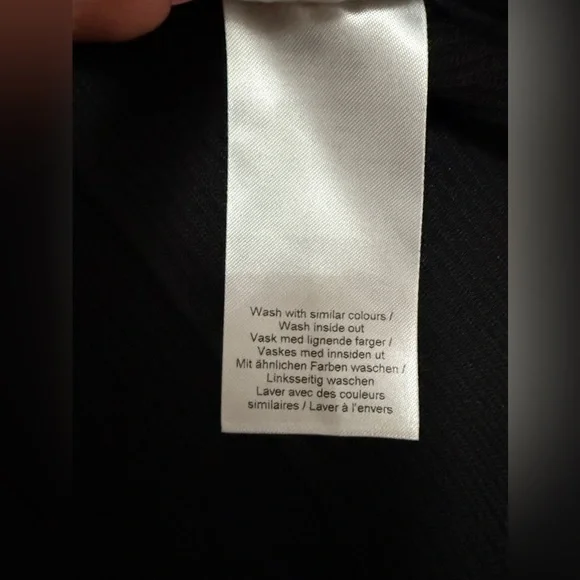 Wash with similar colours /
Wash inside out
Vask med lignende farger /
Vaskes med innsiden ut
Mit ähnlichen Farben waschen /
Linksseitig waschen
Laver avec des couleurs
similaires / Laver à l'envers